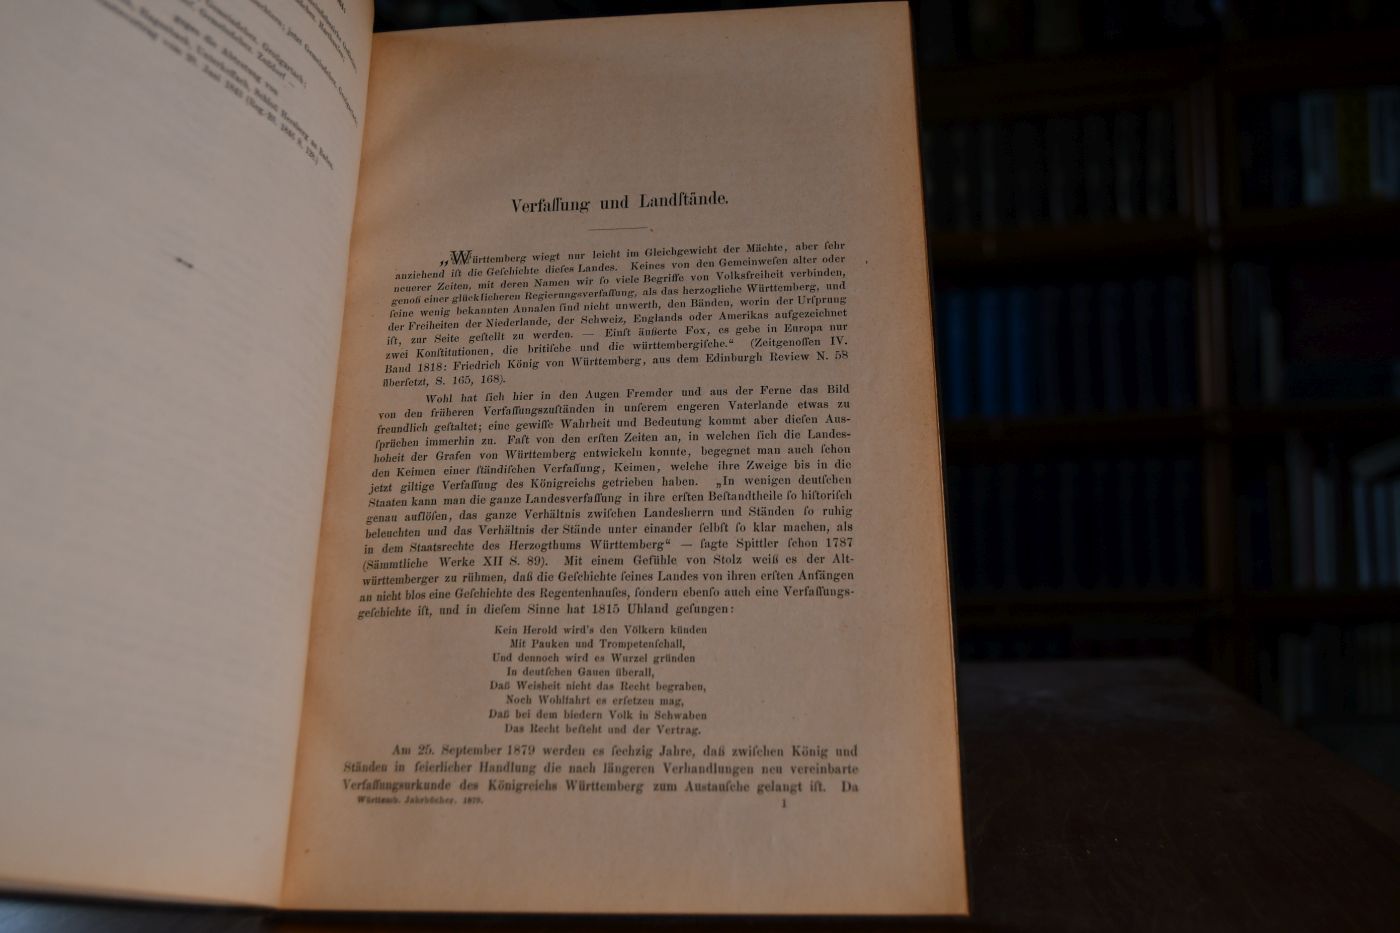 gegen die Abtretung von
Verfaſſung und Landſtände.
„Württemberg wiegt nur leicht im Gleichgewicht der Mächte, aber ſehr
anziehend iſt die Geſchichte dieſes Landes. Keines von den Gemeinweſen alter oder
neuerer Zeiten, mit deren Namen wir ſo viele Begriffe von Volksfreiheit verbinden,
genoß einer glücklicheren Regierungsverfaſſung, als das herzogliche Württemberg, und
ſeine wenig bekannten Annalen ſind nicht unwerth, den Bänden, worin der Urſprung
der Freiheiten der Niederlande, der Schweiz, Englands oder Amerikas aufgezeichnet
iſt, zur Seite geſtellt zu werden. — Einſt äußerte Fox, es gebe in Europa nur
zwei Konſtitutionen, die britiſche und die württembergiſche.“ (Zeitgenoſſen IV.
Band 1818: Friedrich König von Württemberg, aus dem Edinburgh Review N. 58
überſetzt, S. 165, 168).
Wohl hat ſich hier in den Augen Fremder und aus der Ferne das Bild
von den früheren Verfaſſungszuſtänden in unſerem engeren Vaterlande etwas zu
freundlich geſtaltet; eine gewiſſe Wahrheit und Bedeutung kommt aber dieſen Aus-
ſprüchen immerhin zu. Faſt von den erſten Zeiten an, in welchen ſich die Landes-
hoheit der Grafen von Württemberg entwickeln konnte, begegnet man auch ſchon
den Keimen einer ſtändiſchen Verfaſſung, Keimen, welche ihre Zweige bis in die
jetzt giltige Verfaſſung des Königreichs getrieben haben. „In wenigen deutſchen
Staaten kann man die ganze Landesverfaſſung in ihre erſten Beſtandtheile ſo hiſtoriſch
genau auflöſen, das ganze Verhältnis zwiſchen Landesherrn und Ständen ſo ruhig
beleuchten und das Verhältnis der Stände unter einander ſelbſt ſo klar machen, als
in dem Staatsrechte des Herzogthums Württemberg“ — ſagte Spittler ſchon 1787
(Sämmtliche Werke XII S. 89). Mit einem Gefühle von Stolz weiß es der Alt-
württemberger zu rühmen, daß die Geſchichte ſeines Landes von ihren erſten Anfängen
an nicht blos eine Geſchichte des Regentenhauſes, ſondern ebenſo auch eine Verfaſſungs-
geſchichte iſt, und in dieſem Sinne hat 1815 Uhland geſungen:
Kein Herold wird's den Völkern künden
Mit Pauken und Trompetenſchall,
Und dennoch wird es Wurzel gründen
In deutſchen Gauen überall,
Daß Weisheit nicht das Recht begraben,
Noch Wohlfahrt es erſetzen mag,
Daß bei dem biedern Volk in Schwaben
Das Recht beſteht und der Vertrag.
Am 25. September 1879 werden es ſechzig Jahre, daß zwiſchen König und
Ständen in feierlicher Handlung die nach längeren Verhandlungen neu vereinbarte
Verfaſſungsurkunde des Königreichs Württemberg zum Austauſche gelangt iſt. Da
Württemb. Jahrbücher. 1879.
1